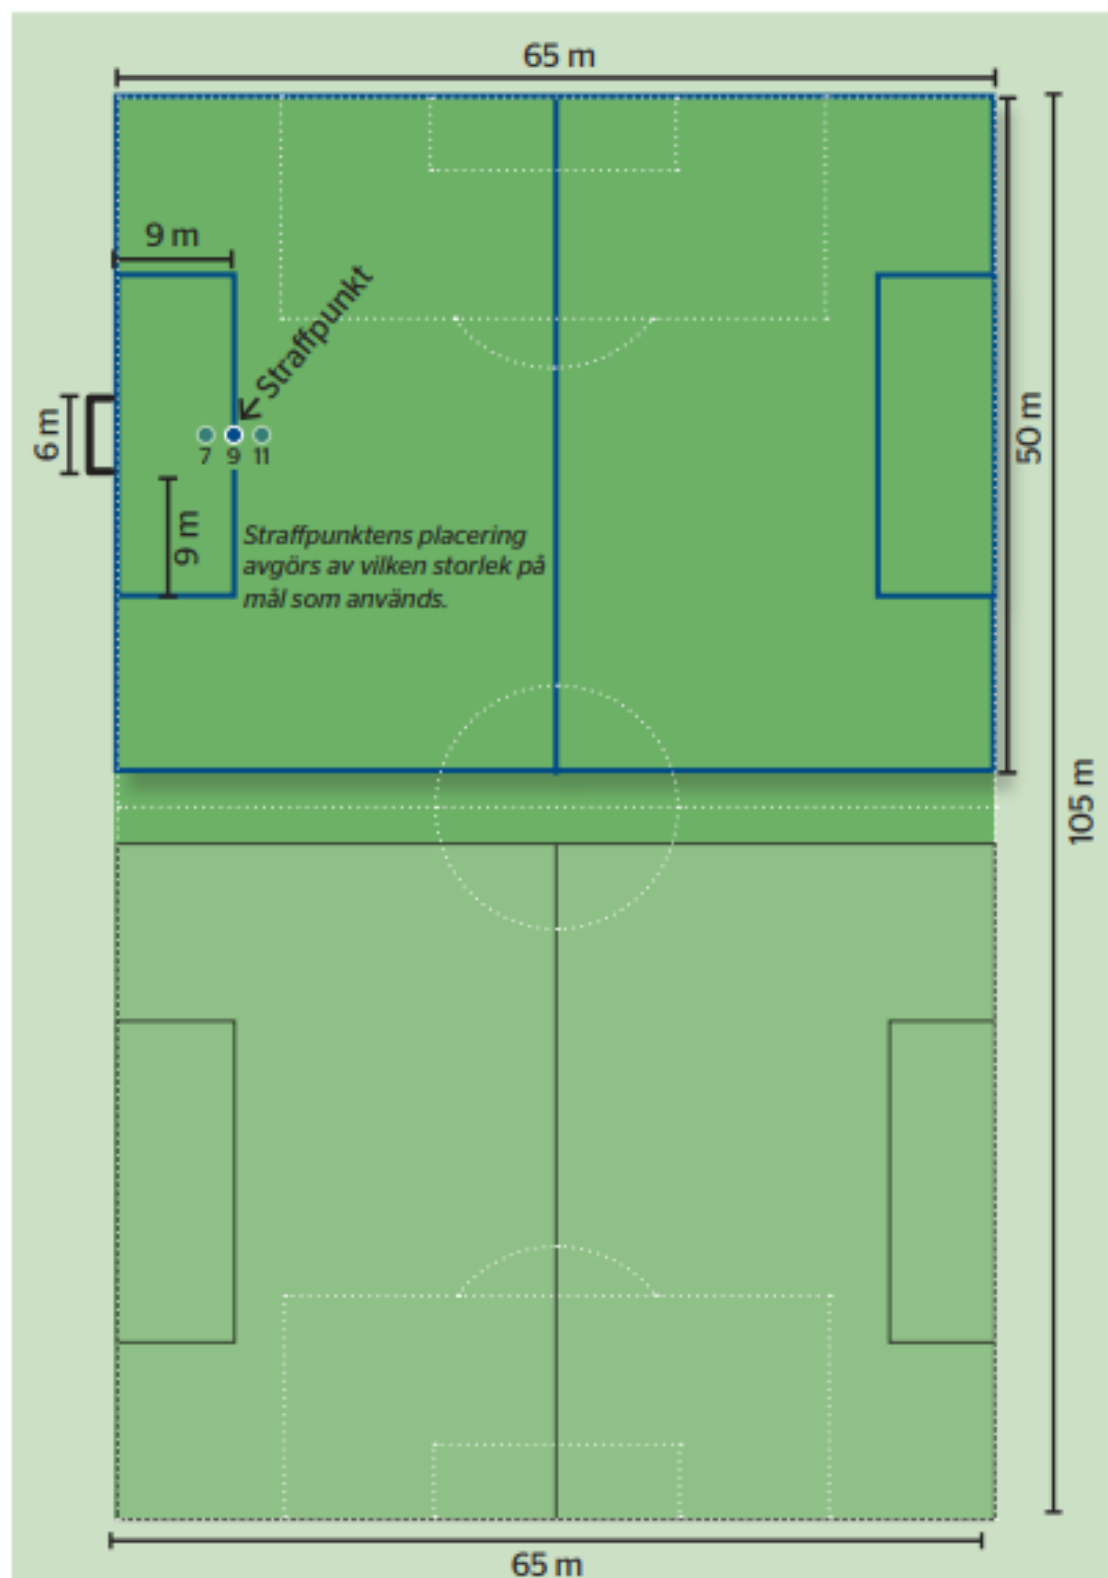 65 m
9 m
Straffpunkt
6 m
7 9 11
50 m
9 m
Straffpunktens placering
avgörs av vilken storlek på
mål som används.
105 m
65 m